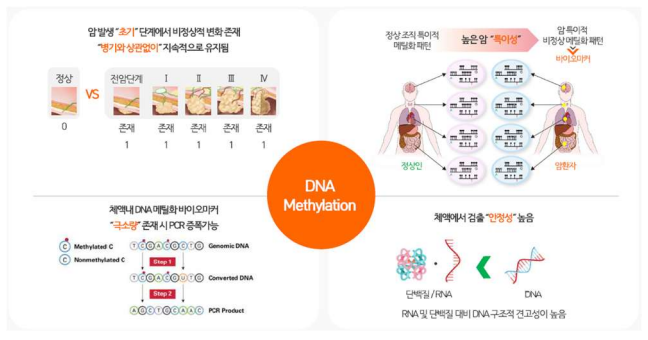 암 발생 "초기" 단계에서 비정상적 변화 존재
"병기와 상관없이" 지속적으로 유지됨
정상 VS 전암단계 Ⅰ Ⅱ Ⅲ Ⅳ
0 존재 존재 존재 존재 존재
1 1 1 1 1
정상 조직 특이적
메틸화 패턴
높은 암 "특이성"
암 특이적
비정상 메틸화 패턴
바이오마커
정상인
암환자
DNA
Methylation
체액내 DNA 메틸화 바이오마커
"극소량" 존재 시 PCR 증폭가능
C Methylated C
C Nonmethylated C
T C G A C G C T G Genomic DNA
Step 1
T C G A C G U T G Converted DNA
Step 2
A G C T G C A A C PCR Product
체액에서 검출 "안정성" 높음
단백질 / RNA
DNA
RNA 및 단백질 대비 DNA 구조적 견고성이 높음